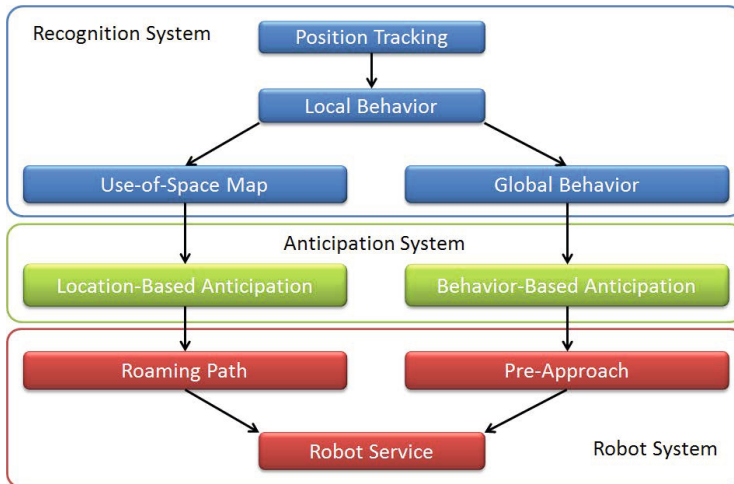 Recognition System
Position Tracking
Local Behavior
Use-of-Space Map
Global Behavior
Anticipation System
Location-Based Anticipation
Behavior-Based Anticipation
Roaming Path
Pre-Approach
Robot Service
Robot System